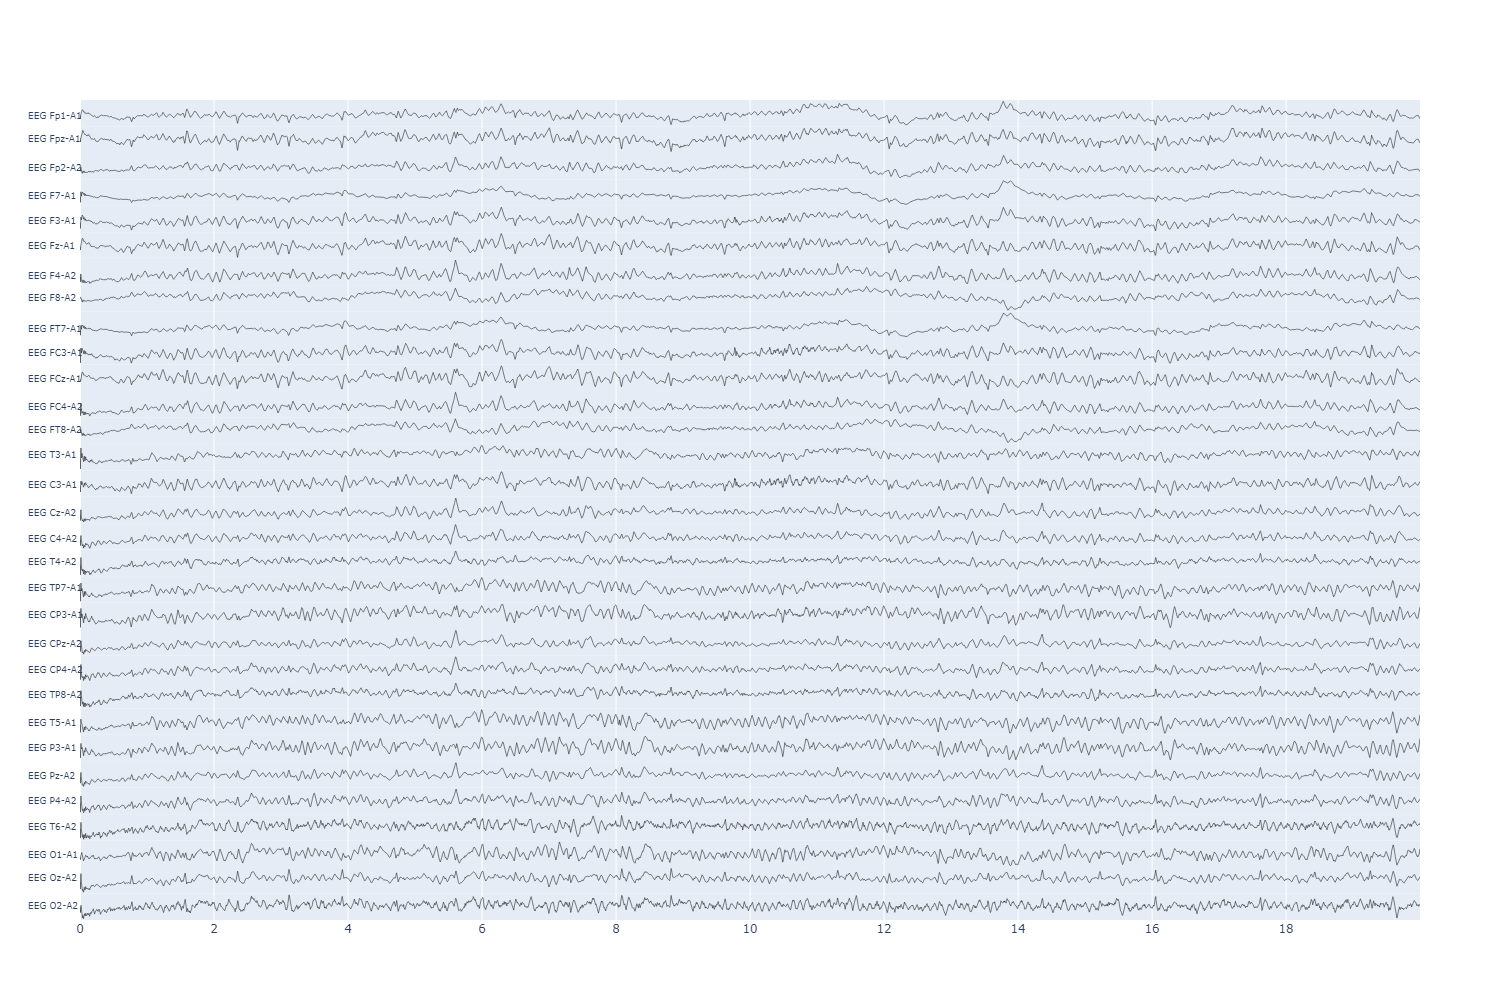 EEG Fp1-A1
EEG Fpz-A1
EEG Fp2-A2
EEG F7-A1
EEG F3-A1
EEG Fz-A1
EEG F4-A2
EEG F8-A2
EEG FT7-A1
EEG FC3-A1
EEG FCz-A1
EEG FC4-A2
EEG FT8-A2
EEG T3-A1
EEG C3-A1
EEG Cz-A2
EEG C4-A2
EEG T4-A2
EEG TP7-A1
EEG CP3-A1
EEG CPz-A2
EEG CP4-A2
EEG TP8-A2
EEG T5-A1
EEG P3-A1
EEG Pz-A2
EEG P4-A2
EEG T6-A2
EEG O1-A1
EEG Oz-A2
EEG O2-A2
0 2 4 6 8 10 12 14 16 18